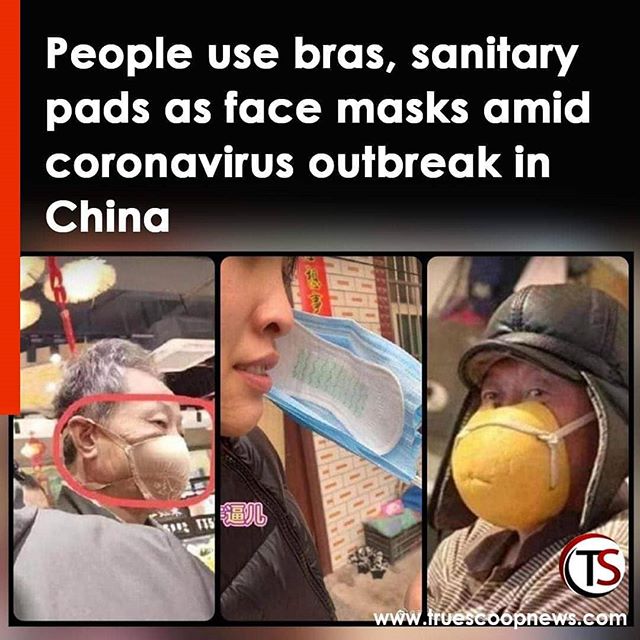 People use bras, sanitary
pads as face masks amid
coronavirus outbreak in
China
逼儿
TS
www.truescoopnews.com